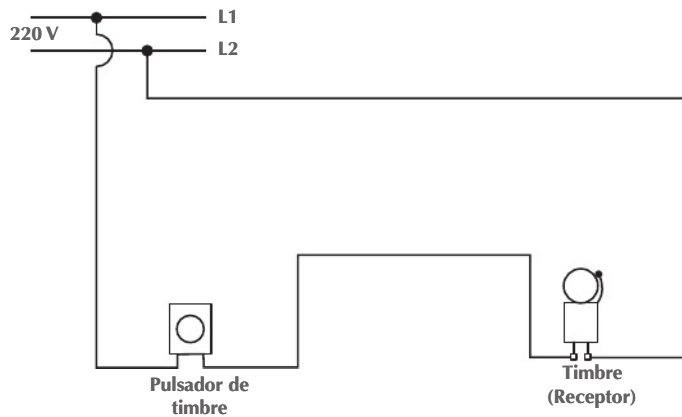 L1
220 V
L2
Pulsador de
timbre
Timbre
(Receptor)